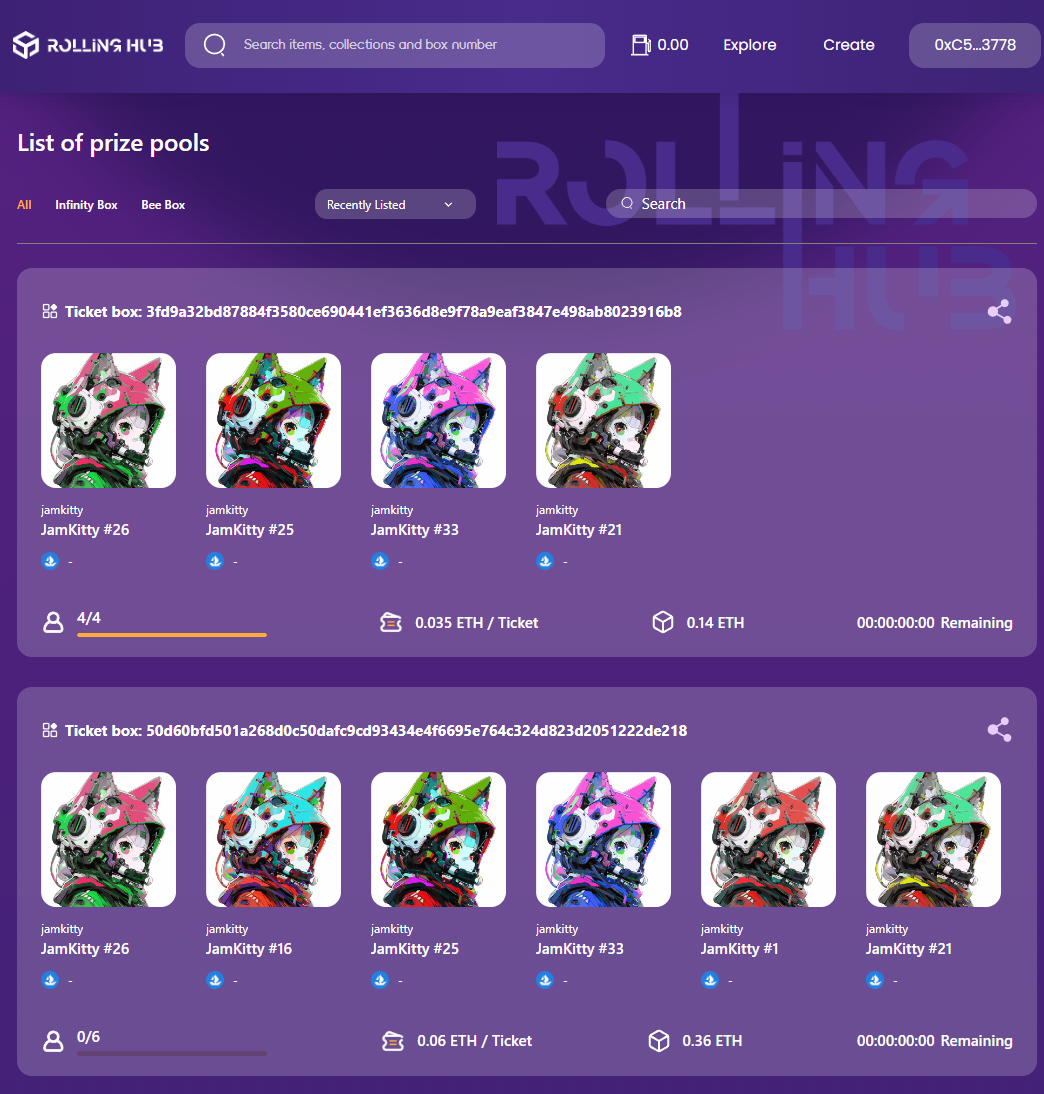 ROLLiNG HUB
Search items, collections and box number
0.00
Explore
Create
0xC5...3778
ROLLiNG
HUB
List of prize pools
All
Infinity Box
Bee Box
Recently Listed
Search
Ticket box: 3fd9a32bd87884f3580ce690441ef3636d8e9f78a9eaf3847e498ab8023916b8
jamkitty
JamKitty #26
-
jamkitty
JamKitty #25
-
jamkitty
JamKitty #33
-
jamkitty
JamKitty #21
-
4/4
0.035 ETH / Ticket
0.14 ETH
00:00:00:00 Remaining
Ticket box: 50d60bfd501a268d0c50dafc9cd93434e4f6695e764c324d823d2051222de218
jamkitty
JamKitty #26
-
jamkitty
JamKitty #16
-
jamkitty
JamKitty #25
-
jamkitty
JamKitty #33
-
jamkitty
JamKitty #1
-
jamkitty
JamKitty #21
-
0/6
0.06 ETH / Ticket
0.36 ETH
00:00:00:00 Remaining